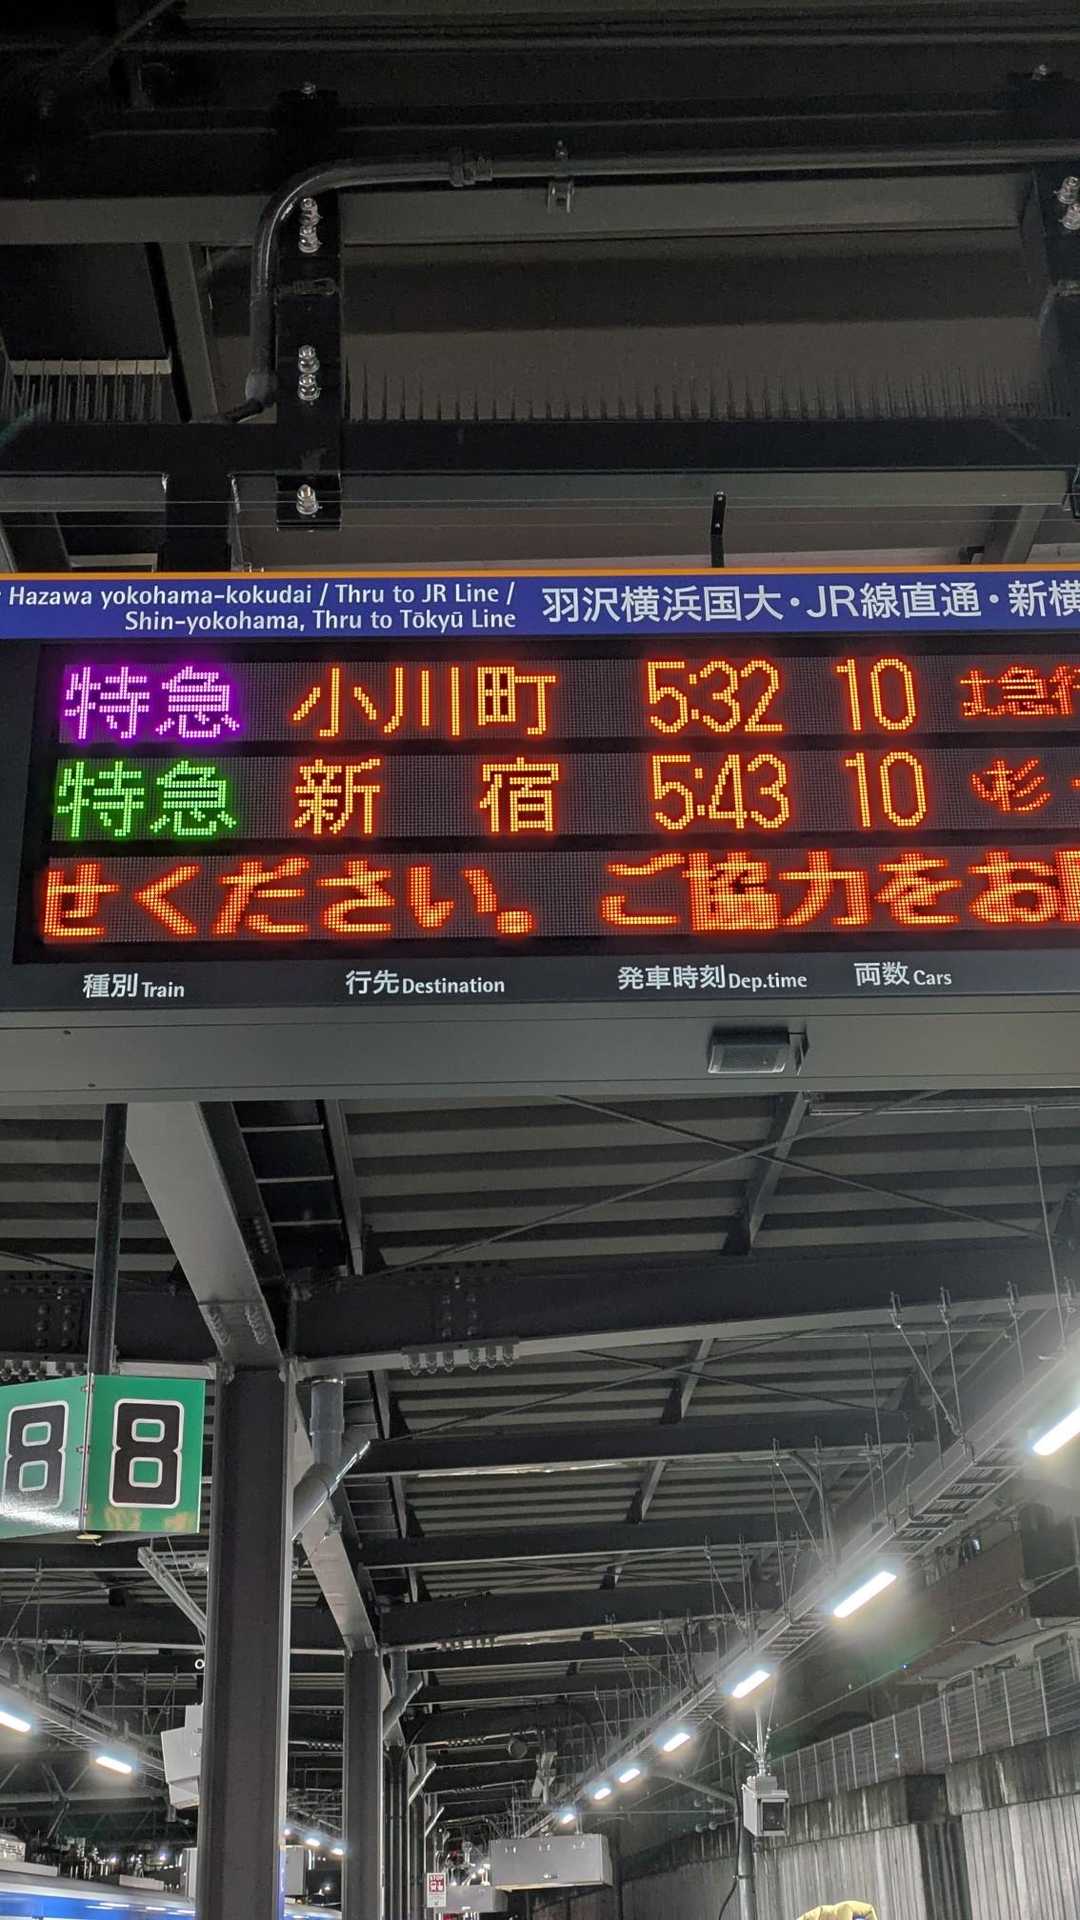 Hazawa yokohama-kokudai / Thru to JR Line /
Shin-yokohama, Thru to Tōkyū Line
羽沢横浜国大・JR線直通・新横
特急 小川町 5:32 10 急行
特急 新宿 5:43 10
せください。ご協力をお
種別Train 行先Destination 発車時刻Dep.time 両数Cars
8 8
STOP